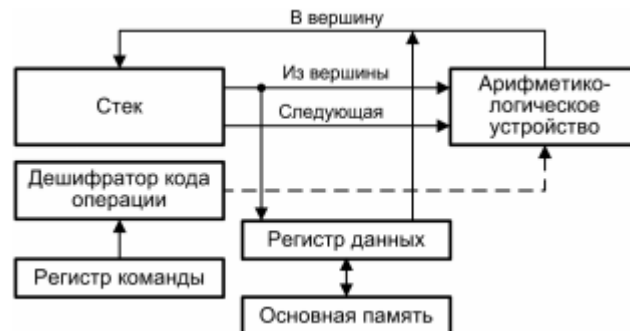 В вершину
Из вершины
Стек
Следующая
Арифметико-
логическое
устройство
Дешифратор кода
операции
Регистр данных
Регистр команды
Основная память